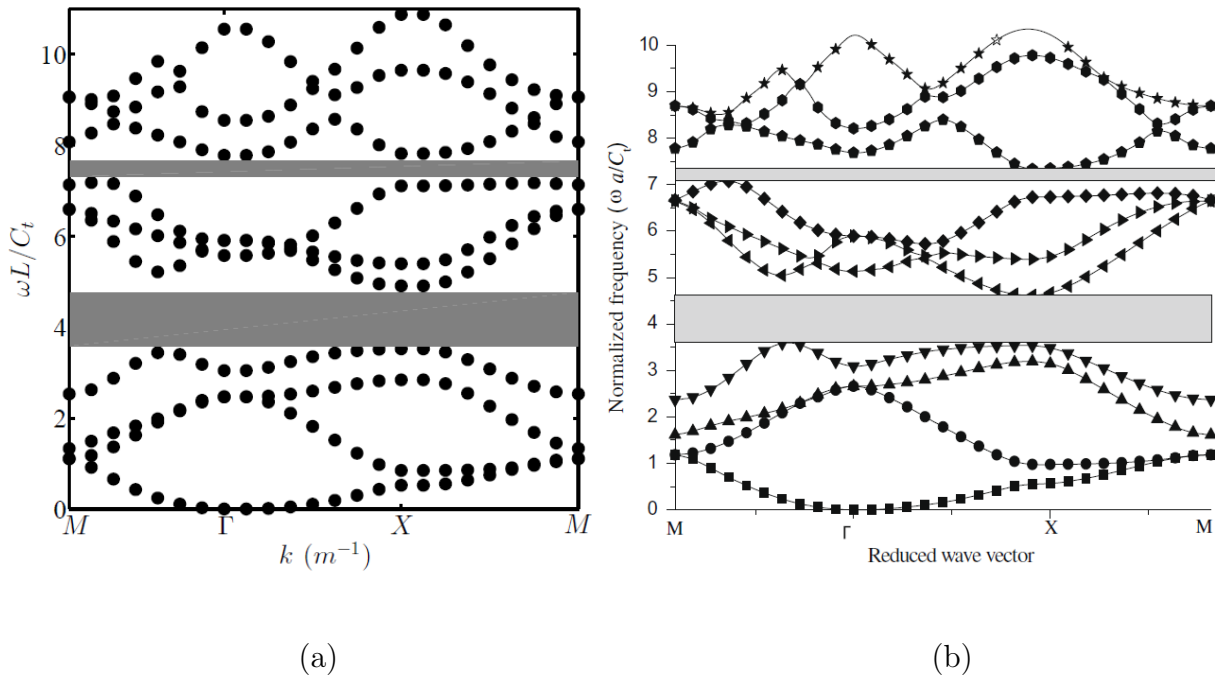 10
8
6
4
2
0
ωL/C_t
M Γ X M
k (m⁻¹)
(a)
10
9
8
7
6
5
4
3
2
1
0
Normalized frequency (ω a/C_t)
M Γ X M
Reduced wave vector
(b)